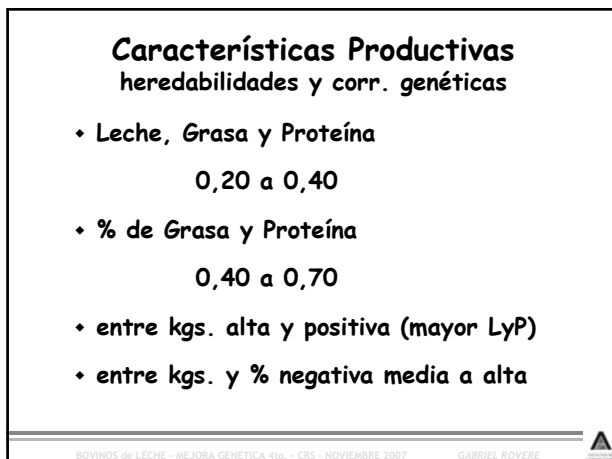 Características Productivas
heredabilidades y corr. genéticas
◆ Leche, Grasa y Proteína
0,20 a 0,40
◆ % de Grasa y Proteína
0,40 a 0,70
◆ entre kgs. alta y positiva (mayor LyP)
◆ entre kgs. y % negativa media a alta
BOVINOS de LECHE - MEJORA GENETICA 4to. - CRS - NOVIEMBRE 2007 GABRIEL ROVERE